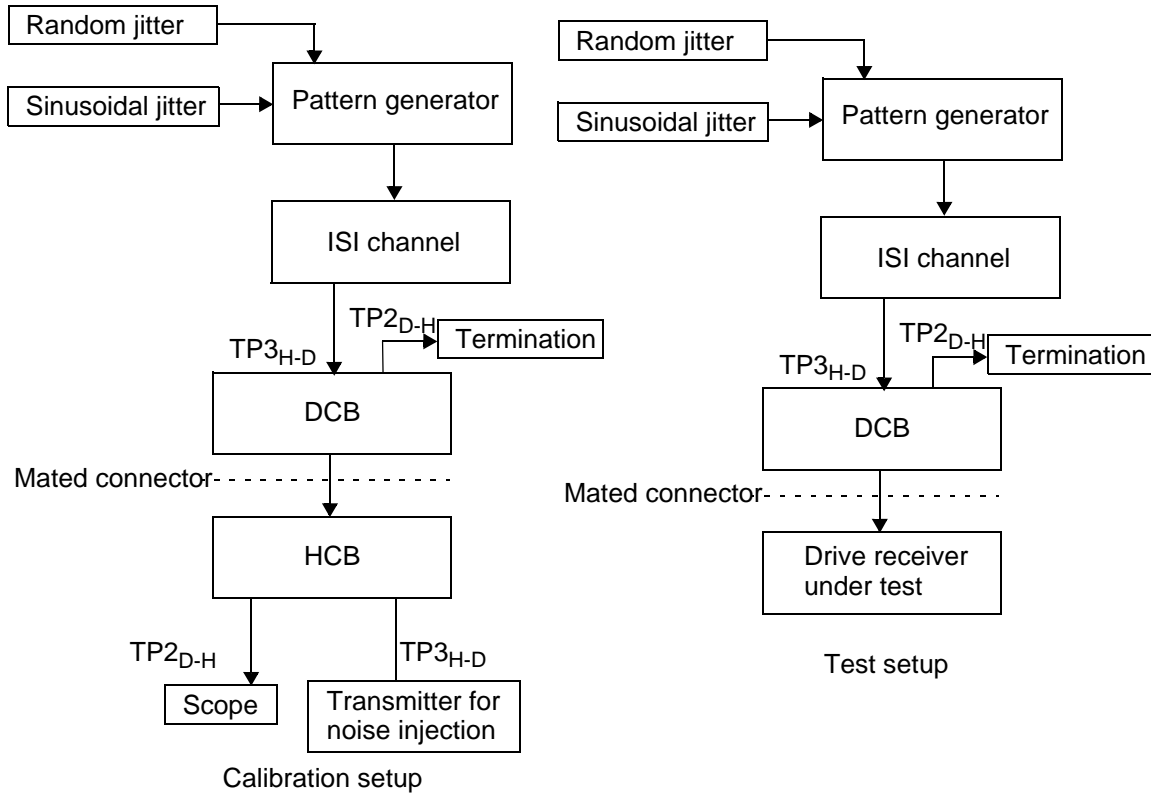 Random jitter
Sinusoidal jitter
Pattern generator
ISI channel
TP2D-H
Termination
TP3H-D
DCB
Mated connector
HCB
TP2D-H
TP3H-D
Scope
Transmitter for
noise injection
Calibration setup
Random jitter
Sinusoidal jitter
Pattern generator
ISI channel
TP2D-H
Termination
TP3H-D
DCB
Mated connector
Drive receiver
under test
Test setup